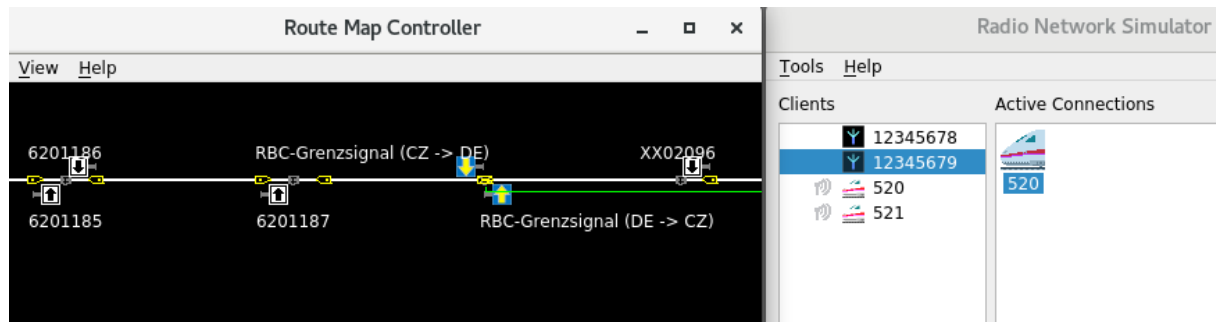 Route Map Controller
View Help
6201186
RBC-Grenzsignal (CZ -> DE)
XX02096
6201185
6201187
RBC-Grenzsignal (DE -> CZ)
Radio Network Simulator
Tools Help
Clients
Active Connections
12345678
12345679
520
521
520